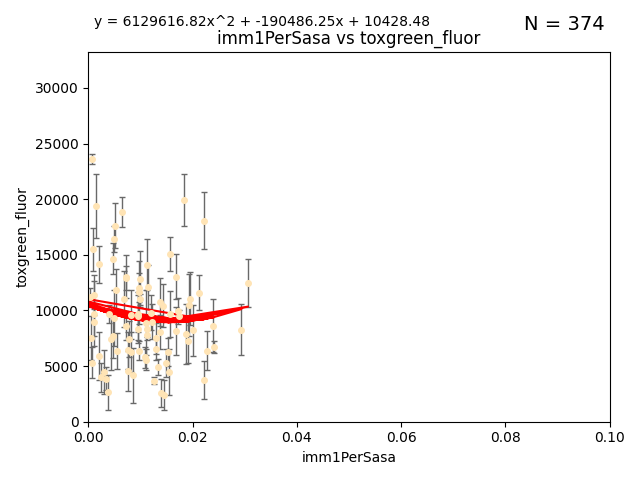 y = 6129616.82x^2 + -190486.25x + 10428.48
N = 374
imm1PerSasa vs toxgreen_fluor
30000
25000
20000
15000
10000
5000
0
toxgreen_fluor
0.00 0.02 0.04 0.06 0.08 0.10
imm1PerSasa